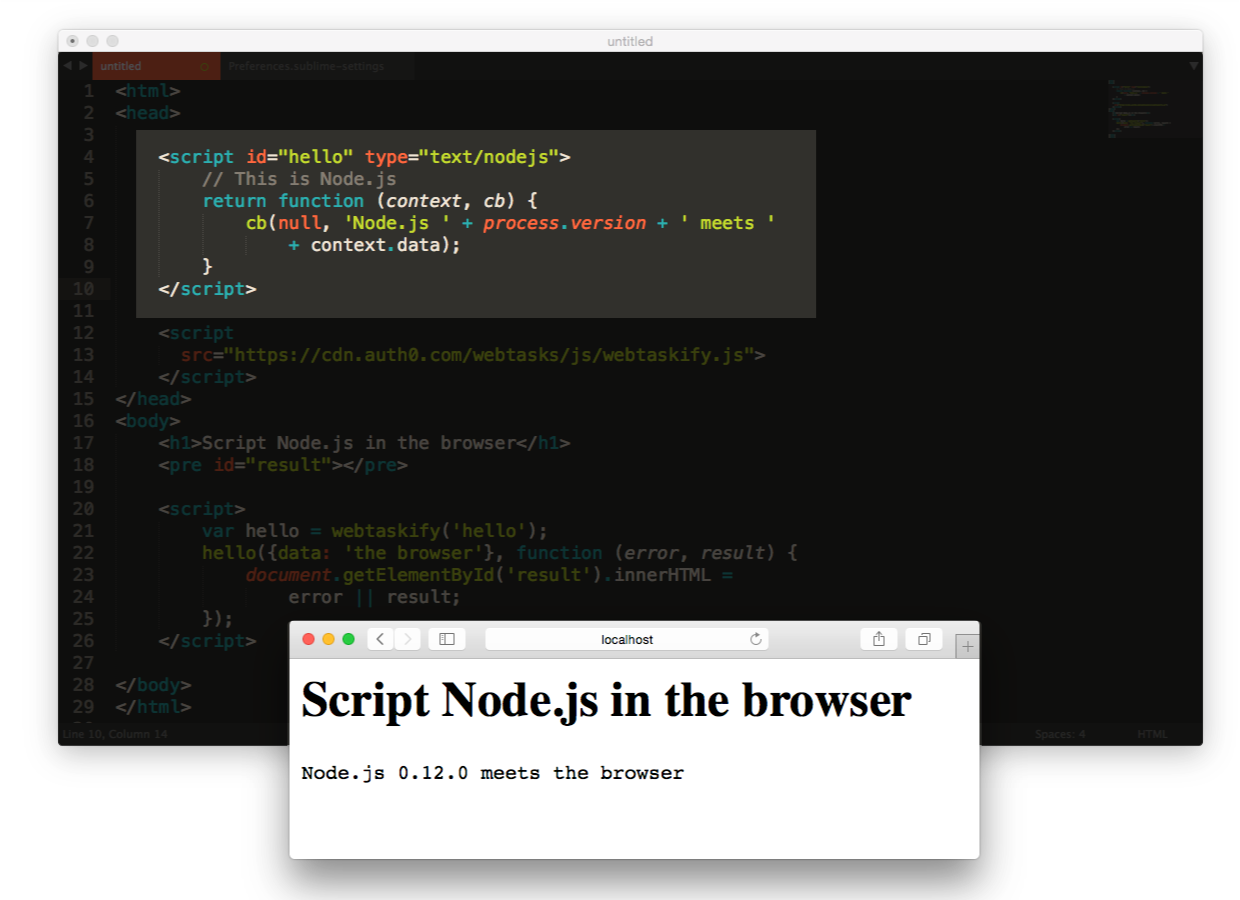 untitled
untitled
Preferences.sublime-settings
1 <html>
2 <head>
3
4 <script id="hello" type="text/nodejs">
5 // This is Node.js
6 return function (context, cb) {
7 cb(null, 'Node.js ' + process.version + ' meets '
8 + context.data);
9 }
10 </script>
11
12 <script
13 src="https://cdn.auth0.com/webtasks/js/webtaskify.js">
14 </script>
15 </head>
16 <body>
17 <h1>Script Node.js in the browser</h1>
18 <pre id="result"></pre>
19
20 <script>
21 var hello = webtaskify('hello');
22 hello({data: 'the browser'}, function (error, result) {
23 document.getElementById('result').innerHTML =
24 error || result;
25 });
26 </script>
27
28 </body>
29 </html>
Line 10, Column 14
Spaces: 4
HTML
localhost
Script Node.js in the browser
Node.js 0.12.0 meets the browser